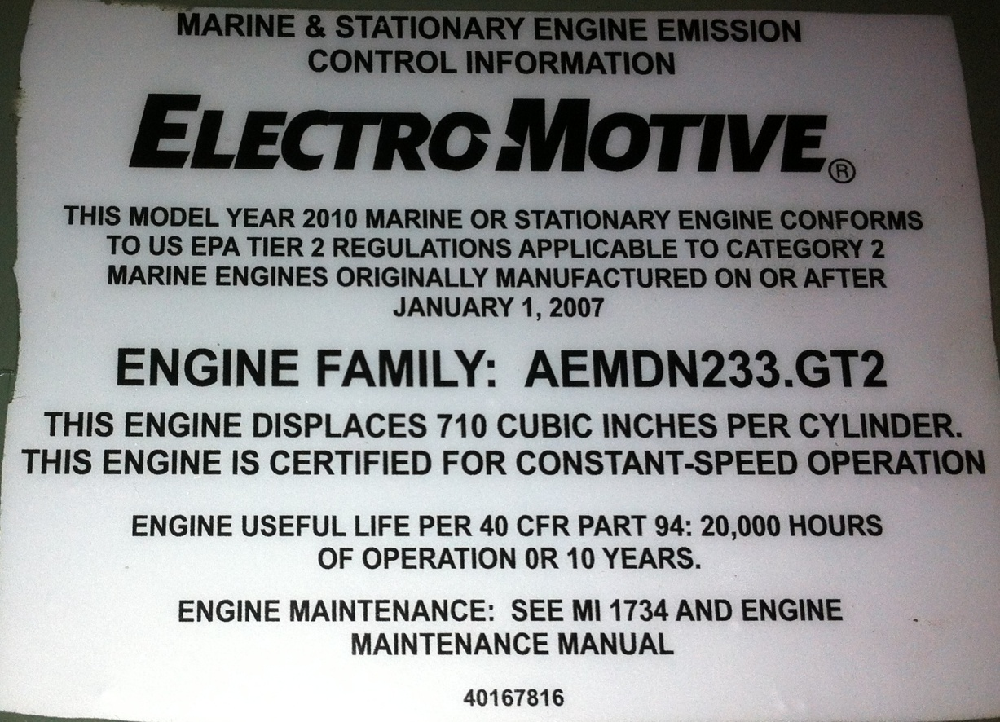 MARINE & STATIONARY ENGINE EMISSION
CONTROL INFORMATION
ELECTRO-MOTIVE®
THIS MODEL YEAR 2010 MARINE OR STATIONARY ENGINE CONFORMS
TO US EPA TIER 2 REGULATIONS APPLICABLE TO CATEGORY 2
MARINE ENGINES ORIGINALLY MANUFACTURED ON OR AFTER
JANUARY 1, 2007
ENGINE FAMILY: AEMDN233.GT2
THIS ENGINE DISPLACES 710 CUBIC INCHES PER CYLINDER.
THIS ENGINE IS CERTIFIED FOR CONSTANT-SPEED OPERATION
ENGINE USEFUL LIFE PER 40 CFR PART 94: 20,000 HOURS
OF OPERATION 0R 10 YEARS.
ENGINE MAINTENANCE: SEE MI 1734 AND ENGINE
MAINTENANCE MANUAL
40167816